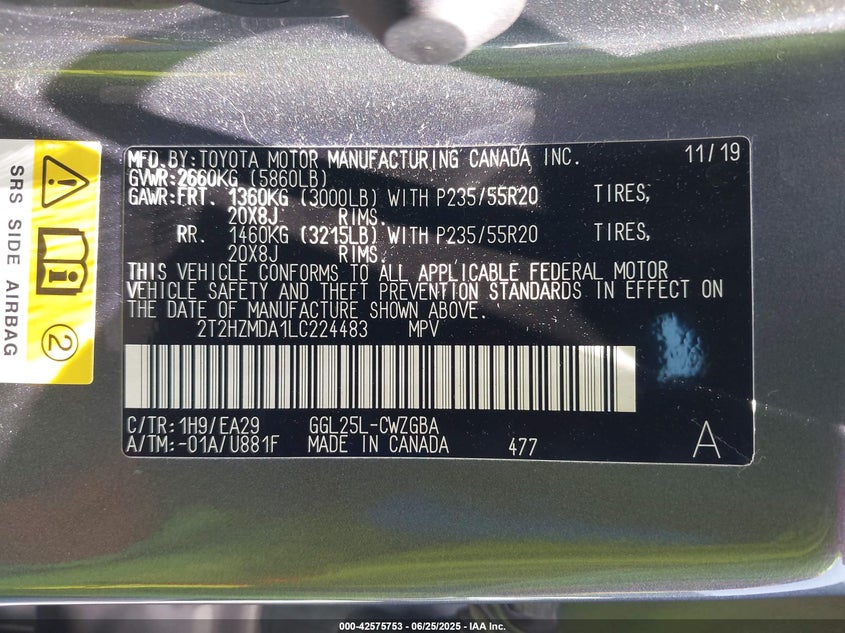 MFD.BY:TOYOTA MOTOR MANUFACTURING CANADA INC. 11/19
GVWR:2660KG (5860LB)
GAWR:FRT. 1360KG (3000LB) WITH P235/55R20 TIRES,
20X8J RIMS.
RR. 1460KG (3215LB) WITH P235/55R20 TIRES,
20X8J RIMS.
THIS VEHICLE CONFORMS TO ALL APPLICABLE FEDERAL MOTOR
VEHICLE SAFETY AND THEFT PREVENTION STANDARDS IN EFFECT ON
THE DATE OF MANUFACTURE SHOWN ABOVE.
2T2HZMDA1LC224483 MPV
C/TR:1H9/EA29 GGL25L-CWZGBA
A/TM:-01A/U881F MADE IN CANADA 477 A
SRS SIDE AIRBAG
2
000-42575753 - 06/25/2025 - IAA Inc.